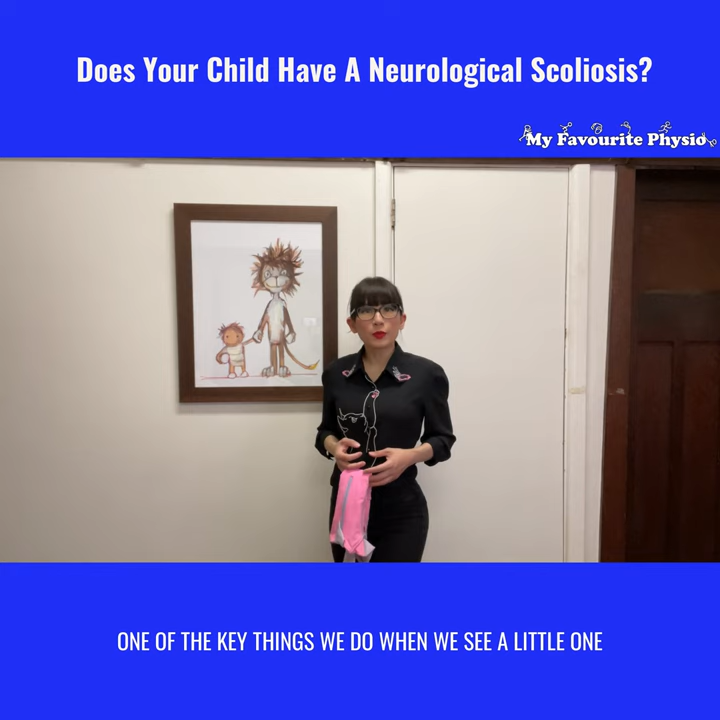 Does Your Child Have A Neurological Scoliosis?
My Favourite Physio
ONE OF THE KEY THINGS WE DO WHEN WE SEE A LITTLE ONE